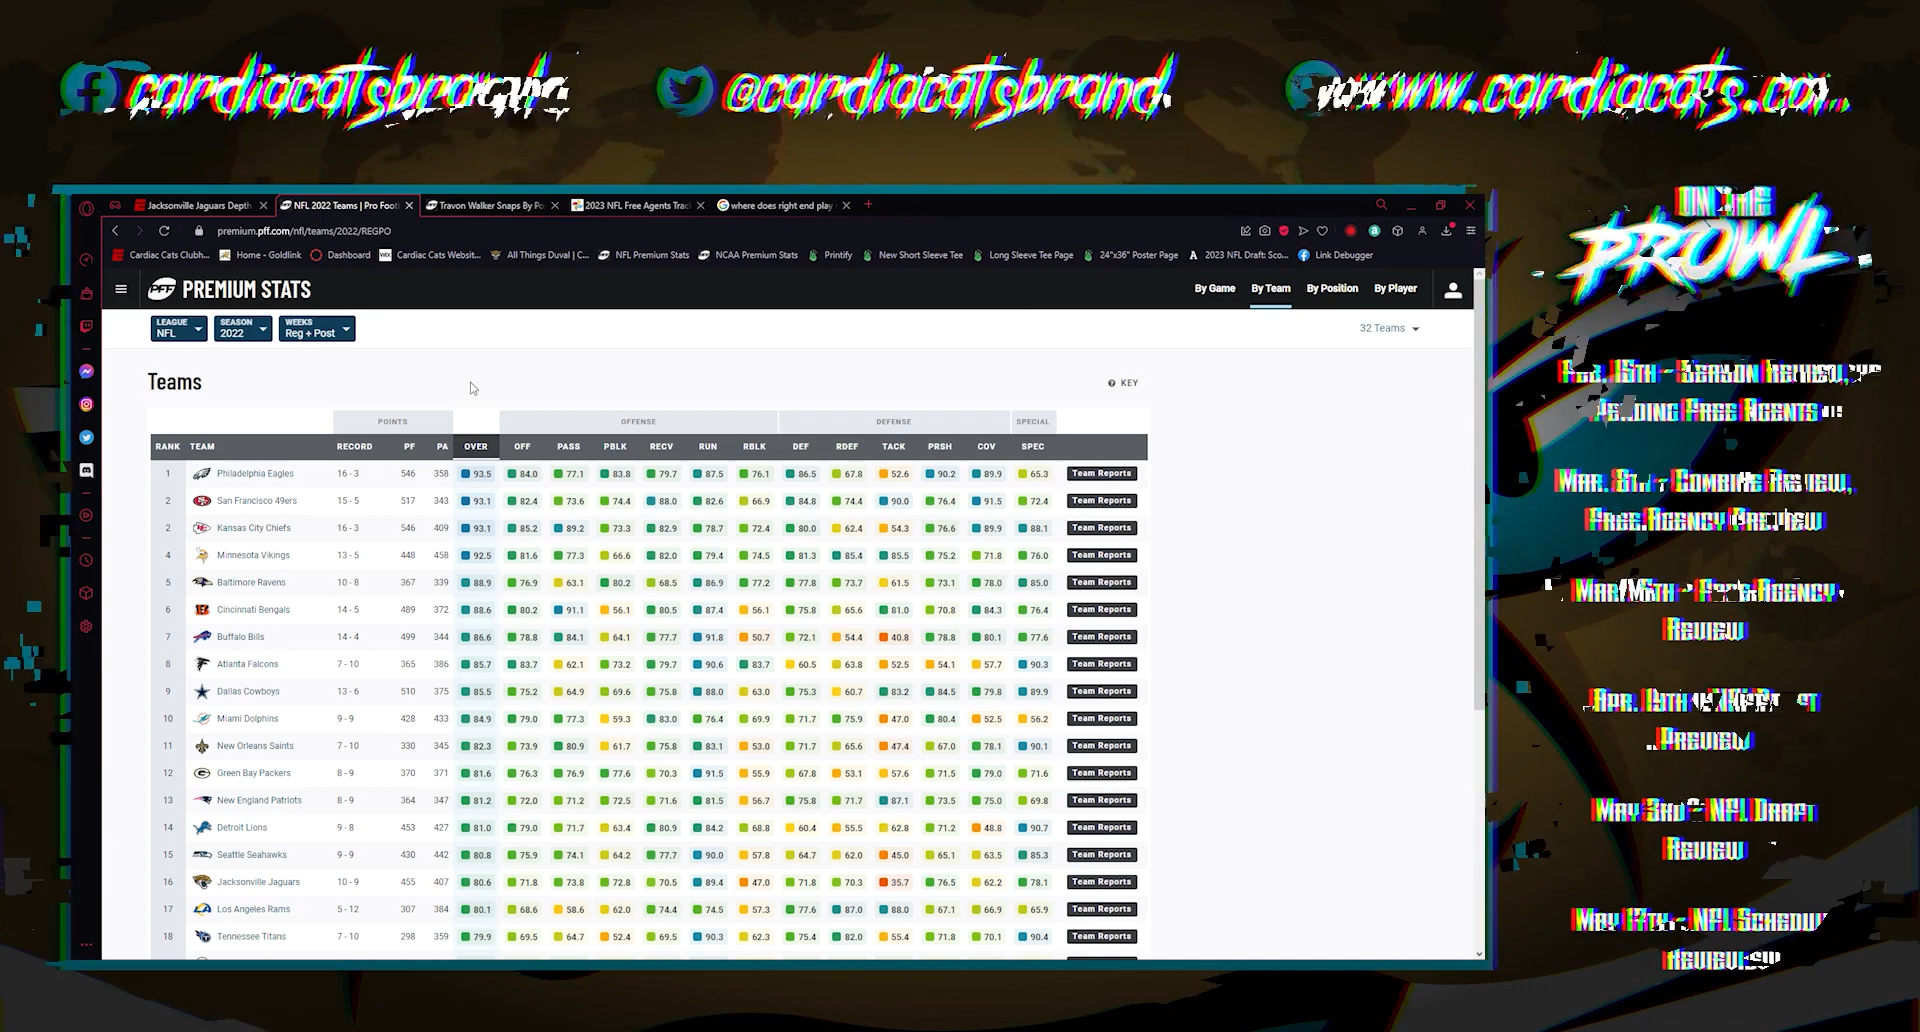 @cardiacatsbrand
ON THE
PROWL
Jacksonville Jaguars Depth
NFL 2022 Teams | Pro Foot
Travon Walker Snaps By Po
2023 NFL Free Agents Trac
where does right end play
premium.pff.com/nfl/teams/2022/REGPO
Cardiac Cats Clubh... Home - Goldlink Dashboard WIX Cardiac Cats Websit... All Things Duval | C... NFL Premium Stats NCAA Premium Stats Printify New Short Sleeve Tee Long Sleeve Tee Page 24"x36" Poster Page A 2023 NFL Draft: Sco... Link Debugger
PFF PREMIUM STATS By Game By Team By Position By Player
LEAGUE SEASON WEEKS
NFL 2022 Reg + Post 32 Teams
Teams KEY
POINTS OFFENSE DEFENSE SPECIAL
RANK TEAM RECORD PF PA OVER OFF PASS PBLK RECV RUN RBLK DEF RDEF TACK PRSH COV SPEC
1 Philadelphia Eagles 16 - 3 546 358 93.5 84.0 77.1 83.8 79.7 87.5 76.1 86.5 67.8 52.6 90.2 89.9 65.3 Team Reports
2 San Francisco 49ers 15 - 5 517 343 93.1 82.4 73.6 74.4 88.0 82.6 66.9 84.8 74.4 90.0 76.4 91.5 72.4 Team Reports
2 Kansas City Chiefs 16 - 3 546 409 93.1 85.2 89.2 73.3 82.9 78.7 72.4 80.0 62.4 54.3 76.6 89.9 88.1 Team Reports
4 Minnesota Vikings 13 - 5 448 458 92.5 81.6 77.3 66.6 82.0 79.4 74.5 81.3 85.4 85.5 75.2 71.8 76.0 Team Reports
5 Baltimore Ravens 10 - 8 367 339 88.9 76.9 63.1 80.2 68.5 86.9 77.2 77.8 73.7 61.5 73.1 78.0 85.0 Team Reports
6 Cincinnati Bengals 14 - 5 489 372 88.6 80.2 91.1 56.1 80.5 87.4 56.1 75.8 65.6 81.0 70.8 84.3 76.4 Team Reports
7 Buffalo Bills 14 - 4 499 344 86.6 78.8 84.1 64.1 77.7 91.8 50.7 72.1 54.4 40.8 78.8 80.1 77.6 Team Reports
8 Atlanta Falcons 7 - 10 365 386 85.7 83.7 62.1 73.2 79.7 90.6 83.7 60.5 63.8 52.5 54.1 57.7 90.3 Team Reports
9 Dallas Cowboys 13 - 6 510 375 85.5 75.2 64.9 69.6 75.8 88.0 63.0 75.3 60.7 83.2 84.5 79.8 89.9 Team Reports
10 Miami Dolphins 9 - 9 428 433 84.9 79.0 77.3 59.3 83.0 76.4 69.9 71.7 75.9 47.0 80.4 52.5 56.2 Team Reports
11 New Orleans Saints 7 - 10 330 345 82.3 73.9 80.9 61.7 75.8 83.1 53.0 71.7 65.6 47.4 67.0 78.1 90.1 Team Reports
12 Green Bay Packers 8 - 9 370 371 81.6 76.3 76.9 77.6 70.3 91.5 55.9 67.8 53.1 57.6 71.5 79.0 71.6 Team Reports
13 New England Patriots 8 - 9 364 347 81.2 72.0 71.2 72.5 71.6 81.5 56.7 75.8 71.7 87.1 73.5 75.0 69.8 Team Reports
14 Detroit Lions 9 - 8 453 427 81.0 79.0 71.7 63.4 80.9 84.2 68.8 60.4 55.5 62.8 71.2 48.8 90.7 Team Reports
15 Seattle Seahawks 9 - 9 430 442 80.8 75.9 74.1 64.2 77.7 90.0 57.8 64.7 62.0 45.0 65.1 63.5 85.3 Team Reports
16 Jacksonville Jaguars 10 - 9 455 407 80.6 71.8 73.8 72.8 70.5 89.4 47.0 71.8 70.3 35.7 76.5 62.2 78.1 Team Reports
17 Los Angeles Rams 5 - 12 307 384 80.1 68.6 58.6 62.0 74.4 74.5 57.3 77.6 87.0 88.0 67.1 66.9 65.9 Team Reports
18 Tennessee Titans 7 - 10 298 359 79.9 69.5 64.7 52.4 69.5 90.3 62.3 75.4 82.0 55.4 71.8 70.1 90.4 Team Reports
Feb. 15th - Season Review,
Pending Free Agents
Combine Review,
Free Agency Preview
Review
Preview
May 3rd - NFL Draft
Review
May 17th - NFL
Review